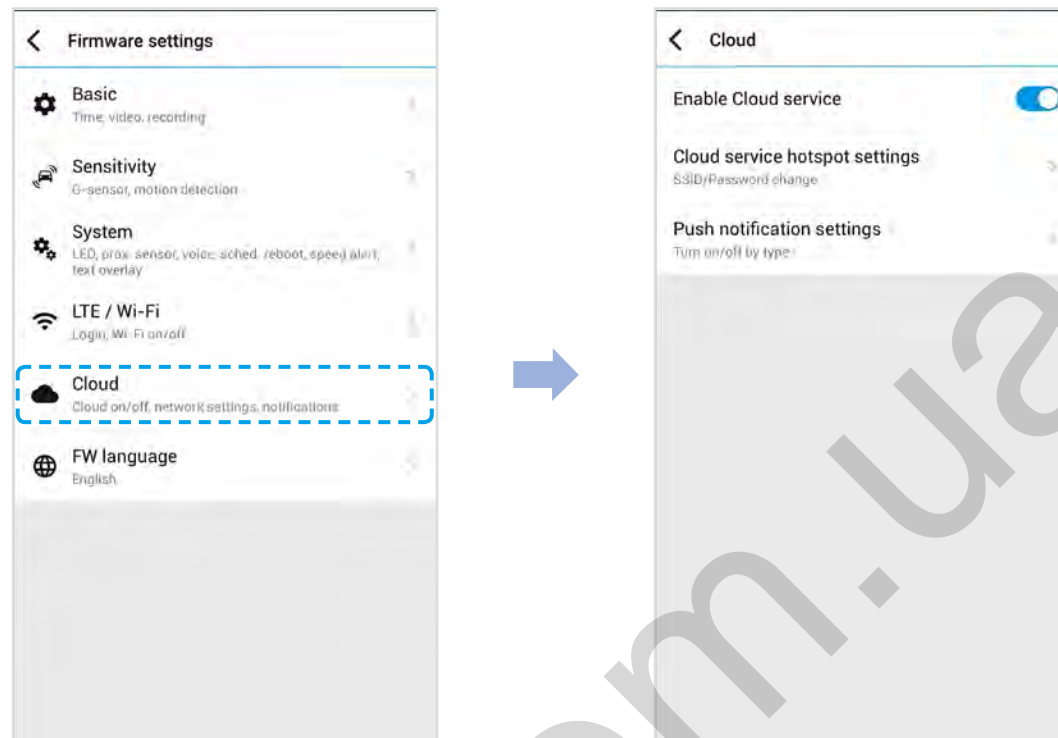 Firmware settings
Basic
Time, video, recording
Sensitivity
G-sensor, motion detection
System
LED, prox. sensor, voice, sched. reboot, speed alert,
text overlay
LTE / Wi-Fi
Login, Wi-Fi on/off
Cloud
Cloud on/off, network settings, notifications
FW language
English
Cloud
Enable Cloud service
Cloud service hotspot settings
SSID/Password change
Push notification settings
Turn on/off by type
om.ua